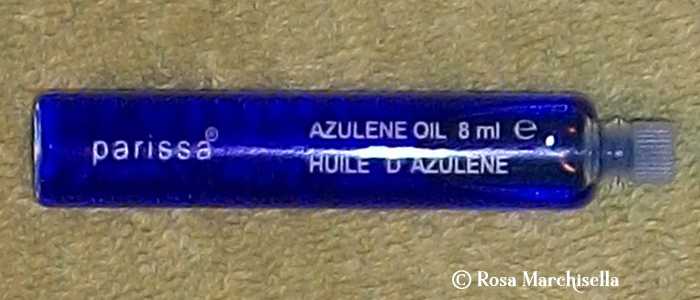 parissa®
AZULENE OIL 8 ml ℮
HUILE D'AZULENE
© Rosa Marchisella